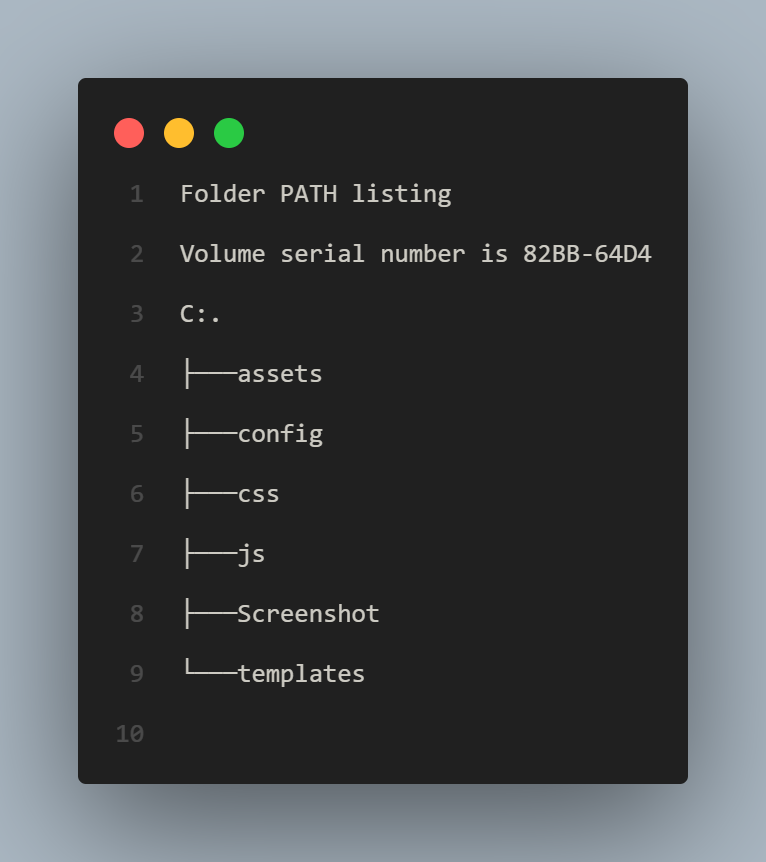 1 Folder PATH listing
2 Volume serial number is 82BB-64D4
3 C:.
4 ├───assets
5 ├───config
6 ├───css
7 ├───js
8 ├───Screenshot
9 └───templates
10